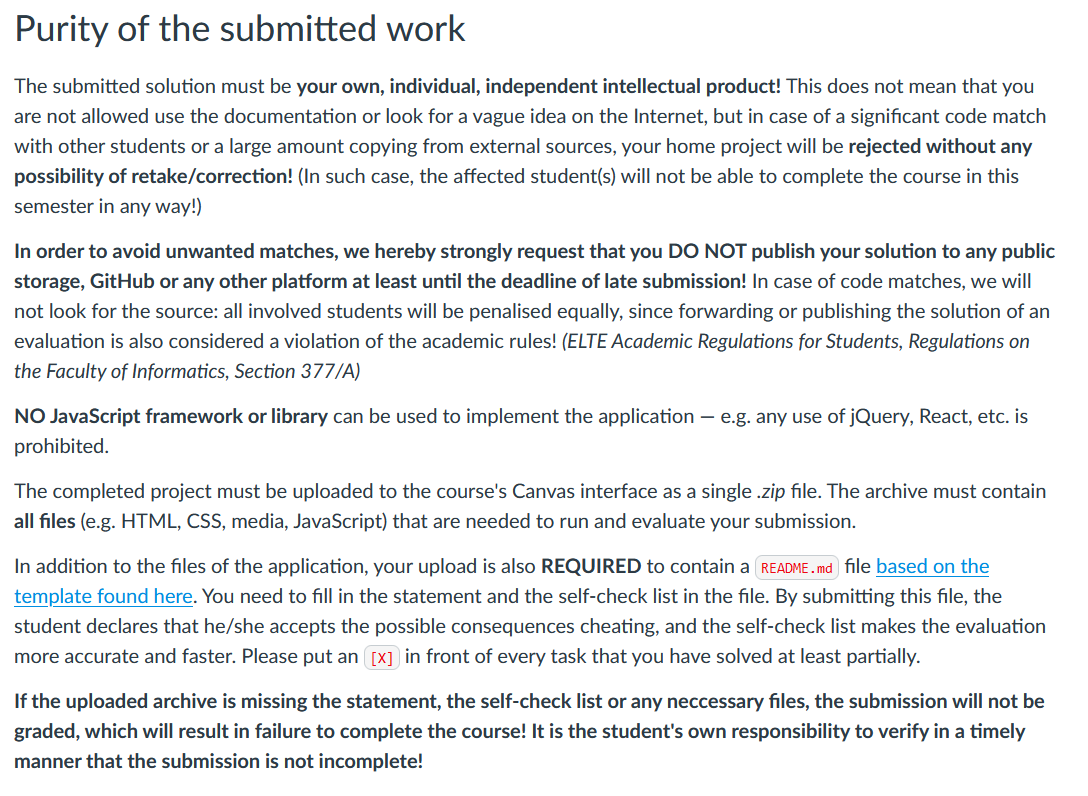 Purity of the submitted work
The submitted solution must be your own, individual, independent intellectual product! This does not mean that you
are not allowed use the documentation or look for a vague idea on the Internet, but in case of a significant code match
with other students or a large amount copying from external sources, your home project will be rejected without any
possibility of retake/correction! (In such case, the affected student(s) will not be able to complete the course in this
semester in any way!)
In order to avoid unwanted matches, we hereby strongly request that you DO NOT publish your solution to any public
storage, GitHub or any other platform at least until the deadline of late submission! In case of code matches, we will
not look for the source: all involved students will be penalised equally, since forwarding or publishing the solution of an
evaluation is also considered a violation of the academic rules! (ELTE Academic Regulations for Students, Regulations on
the Faculty of Informatics, Section 377/A)
NO JavaScript framework or library can be used to implement the application — e.g. any use of jQuery, React, etc. is
prohibited.
The completed project must be uploaded to the course's Canvas interface as a single .zip file. The archive must contain
all files (e.g. HTML, CSS, media, JavaScript) that are needed to run and evaluate your submission.
In addition to the files of the application, your upload is also REQUIRED to contain a README.md file based on the
template found here. You need to fill in the statement and the self-check list in the file. By submitting this file, the
student declares that he/she accepts the possible consequences cheating, and the self-check list makes the evaluation
more accurate and faster. Please put an [X] in front of every task that you have solved at least partially.
If the uploaded archive is missing the statement, the self-check list or any neccessary files, the submission will not be
graded, which will result in failure to complete the course! It is the student's own responsibility to verify in a timely
manner that the submission is not incomplete!